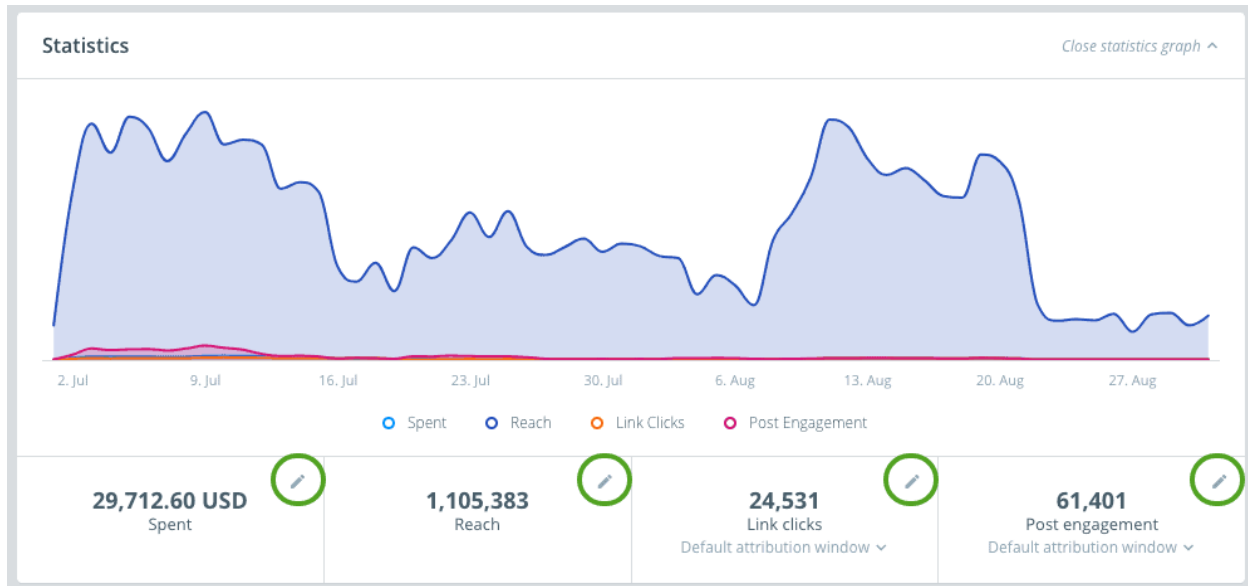 Statistics
Close statistics graph
2. Jul 9. Jul 16. Jul 23. Jul 30. Jul 6. Aug 13. Aug 20. Aug 27. Aug
Spent Reach Link Clicks Post Engagement
29,712.60 USD 1,105,383 24,531 61,401
Spent Reach Link clicks Post engagement
Default attribution window Default attribution window